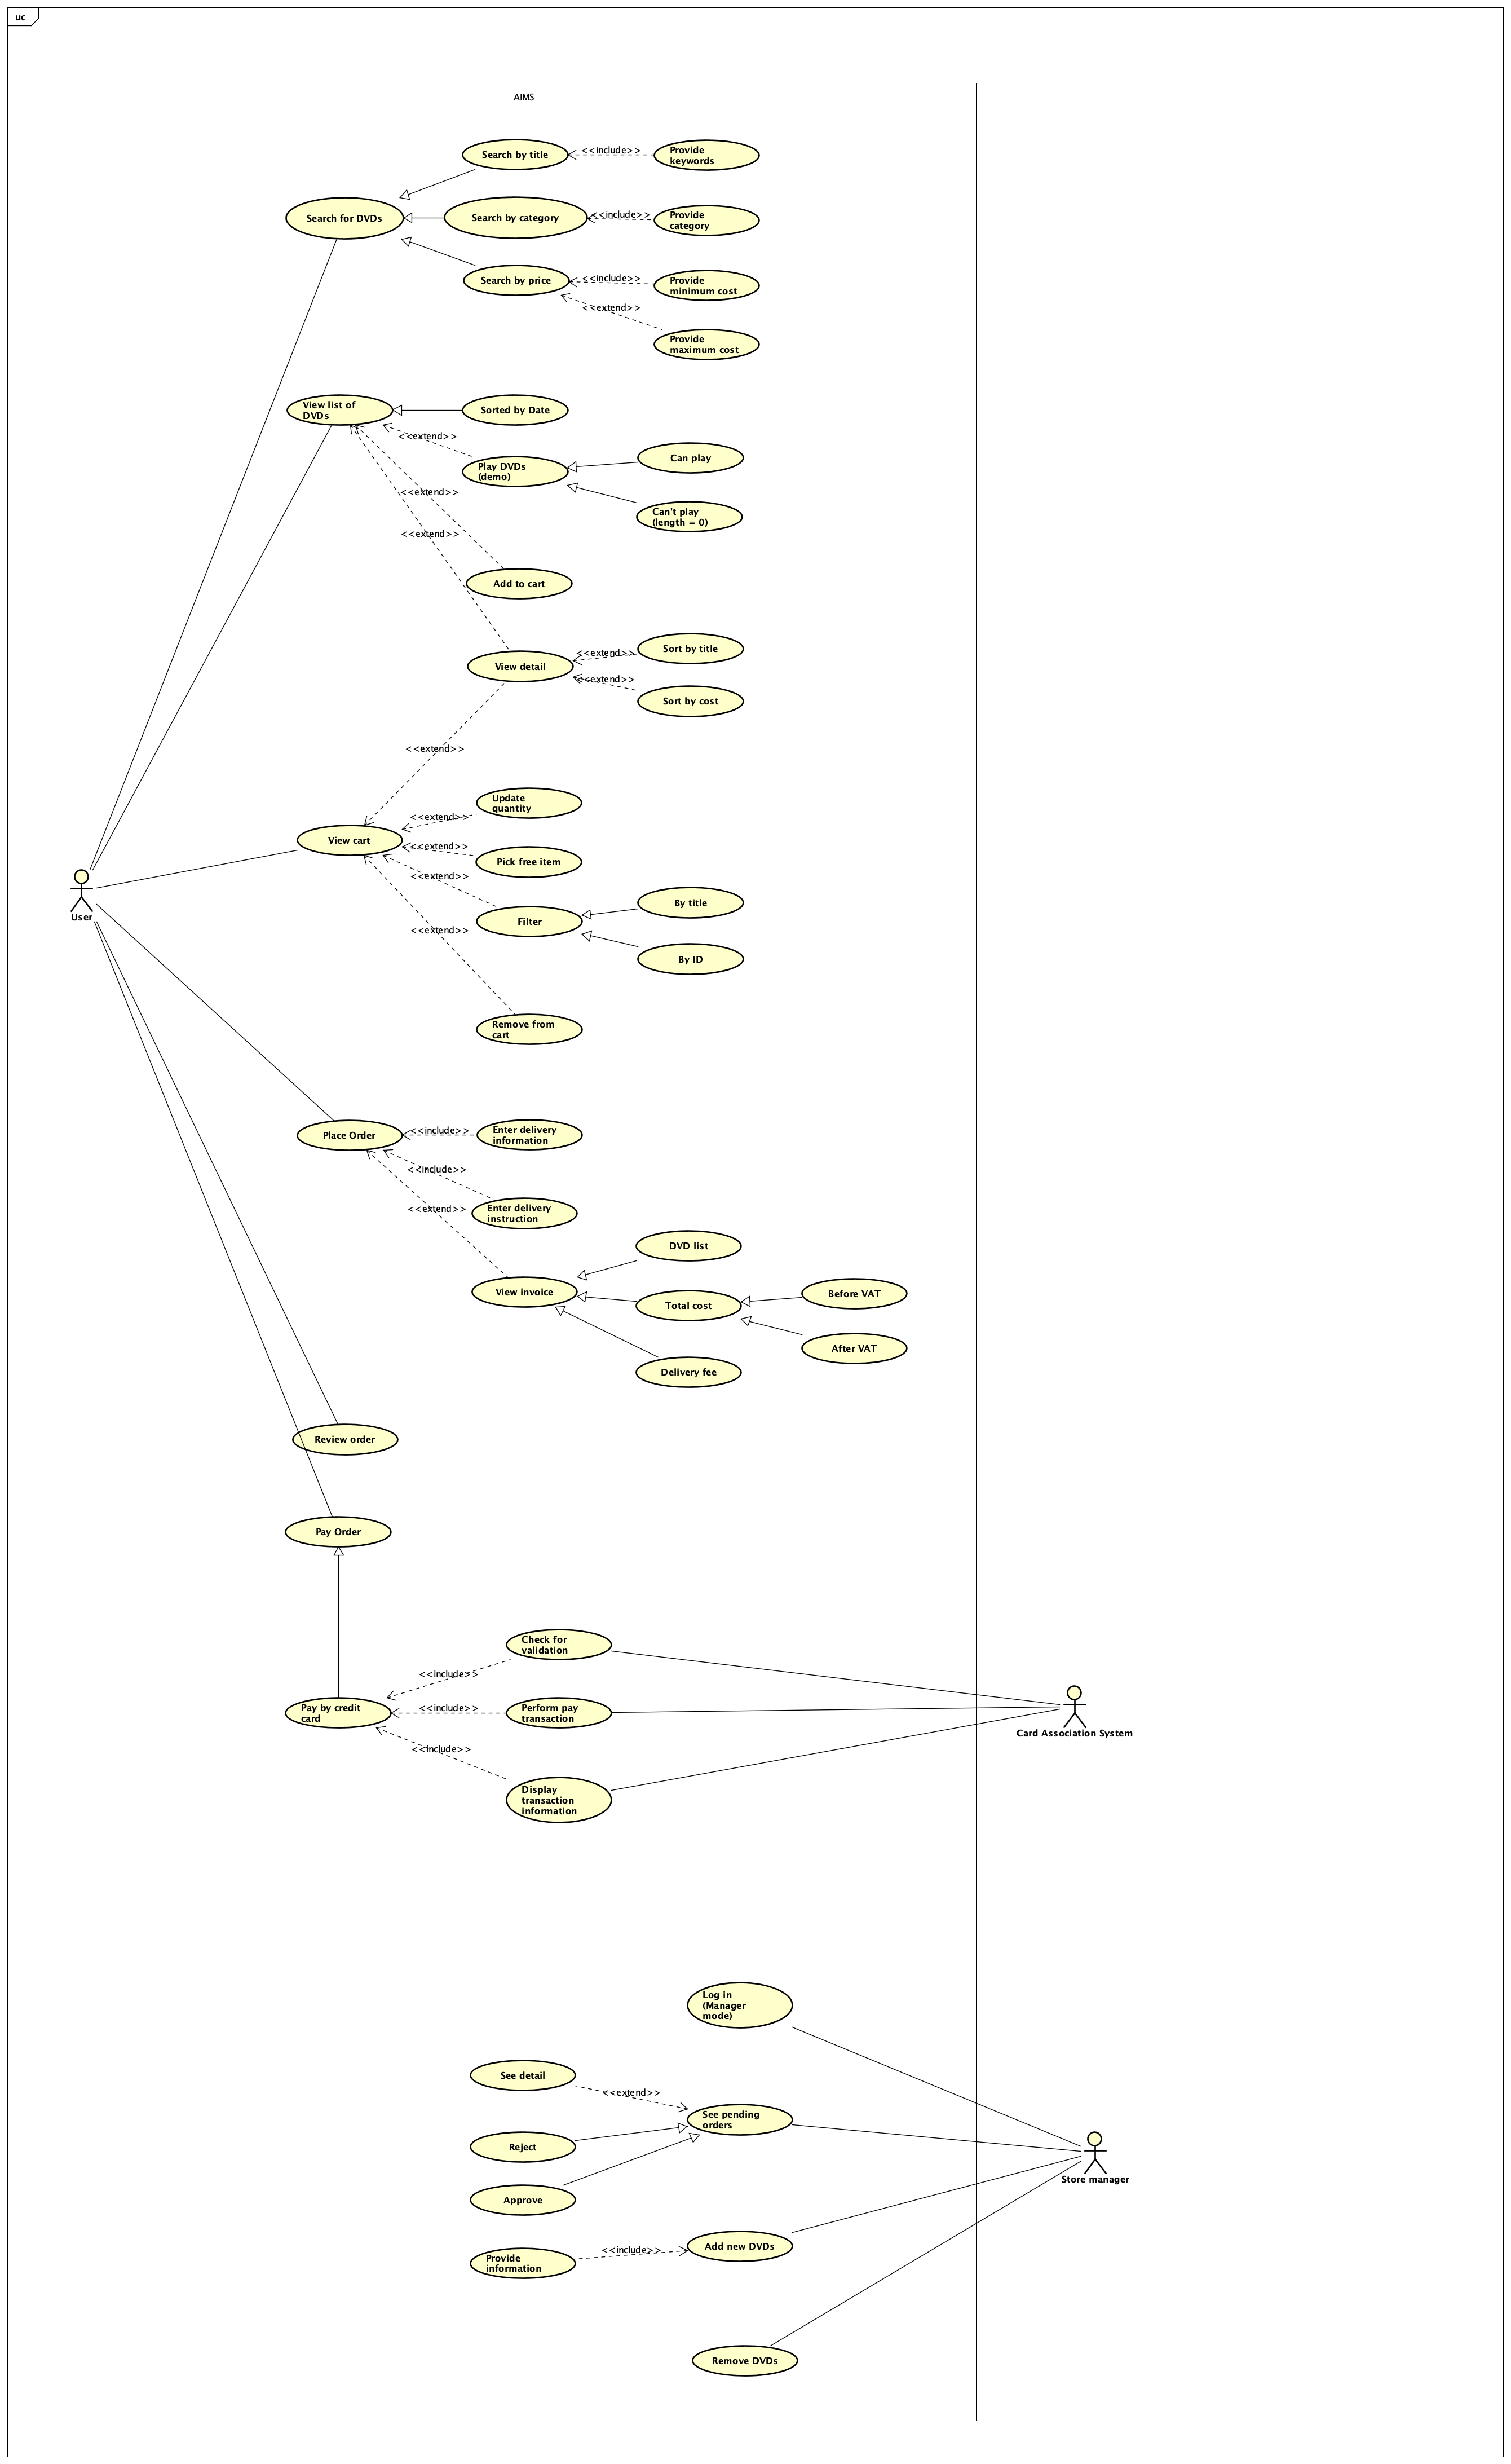 uc
AIMS
Search by title
<<include>>
Provide
keywords
Search for DVDs
Search by category
<<include>>
Provide
category
Search by price
<<include>>
Provide
minimum cost
<<extend>>
Provide
maximum cost
View list of
DVDs
Sorted by Date
<<extend>>
Play DVDs
(demo)
Can play
Can't play
(length = 0)
<<extend>>
<<extend>>
Add to cart
View detail
<<extend>>
Sort by title
<<extend>>
Sort by cost
<<extend>>
Update
quantity
<<extend>>
View cart
<<extend>>
Pick free item
<<extend>>
Filter
By title
By ID
<<extend>>
Remove from
cart
User
Place Order
<<include>>
Enter delivery
information
<<include>>
Enter delivery
instruction
<<extend>>
View invoice
DVD list
Total cost
Before VAT
After VAT
Delivery fee
Review order
Pay Order
Check for
validation
<<include>>
Pay by credit
card
<<include>>
Perform pay
transaction
<<include>>
Display
transaction
information
Card Association System
Log in
(Manager
mode)
See detail
<<extend>>
See pending
orders
Reject
Approve
Store manager
Provide
information
<<include>>
Add new DVDs
Remove DVDs